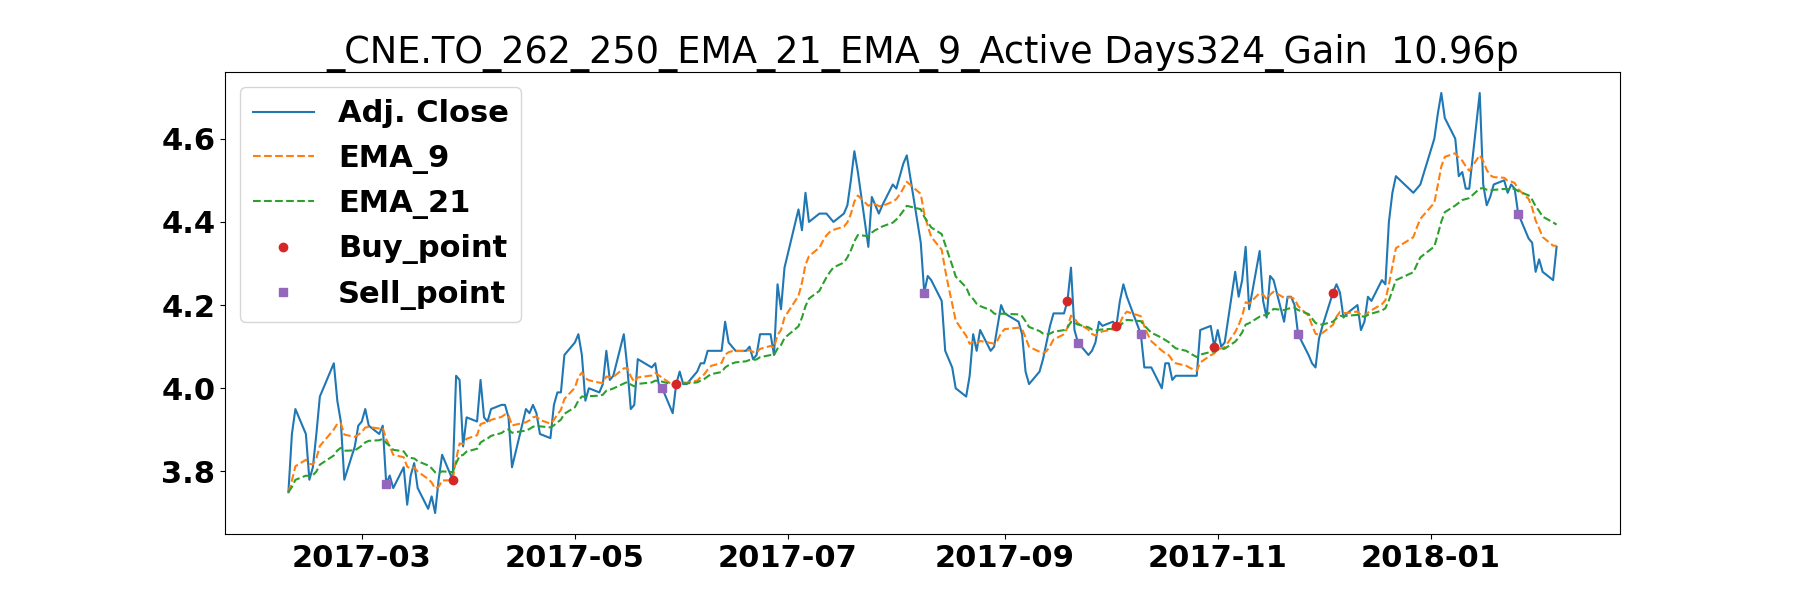 _CNE.TO_262_250_EMA_21_EMA_9_Active Days324_Gain  10.96p
Adj. Close
EMA_9
EMA_21
Buy_point
Sell_point
4.6
4.4
4.2
4.0
3.8
2017-03 2017-05 2017-07 2017-09 2017-11 2018-01